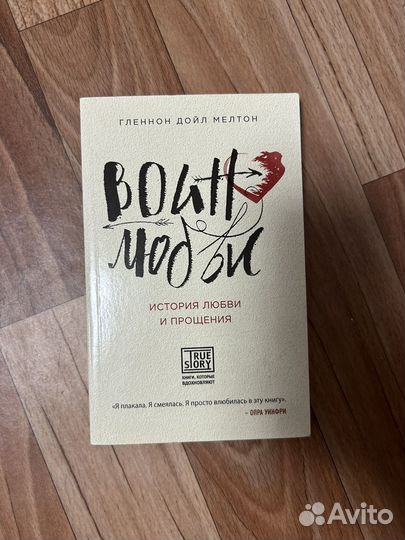 ГЛЕННОН ДОЙЛ МЕЛТОН
ВОИН
ЛЮБВИ
ИСТОРИЯ ЛЮБВИ
И ПРОЩЕНИЯ
TRUE
STORY
КНИГИ, КОТОРЫЕ
ВДОХНОВЛЯЮТ
«Я плакала. Я смеялась. Я просто влюбилась в эту книгу».
– ОПРА УИНФРИ
Avito